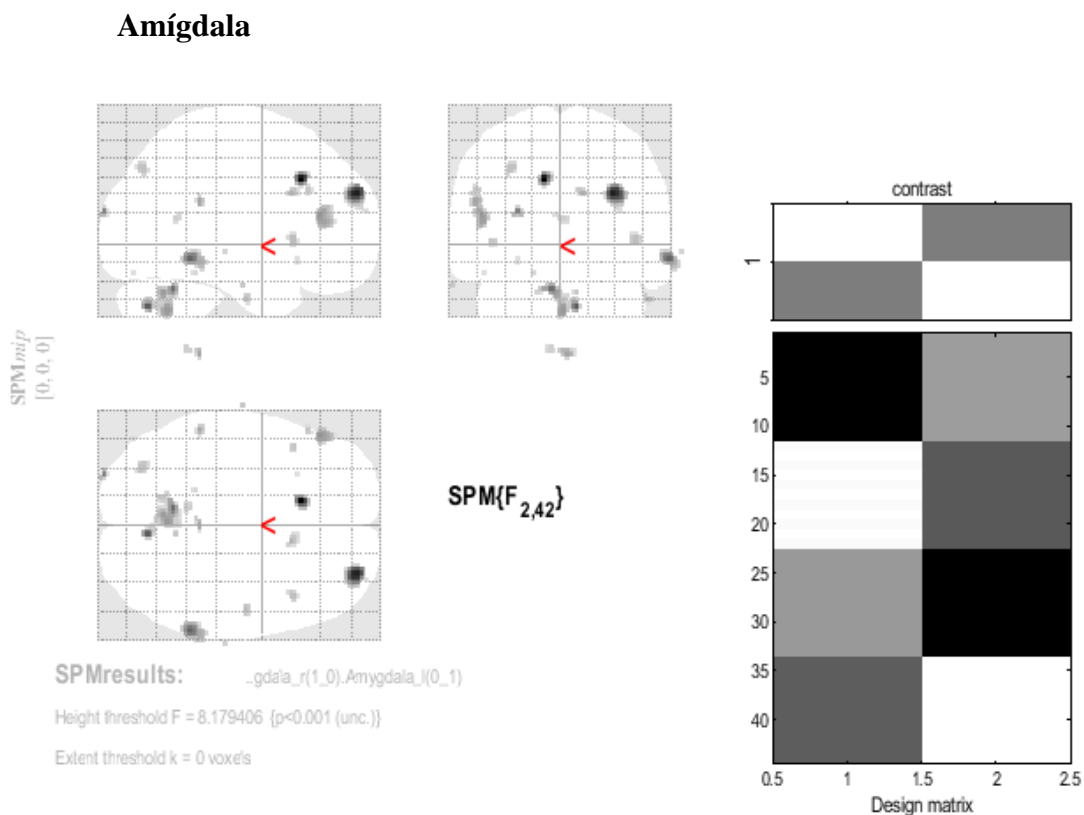 Amígdala
SPMmip
[0, 0, 0]
<
<
<
SPM{F2,42}
SPMresults:
..gdala_r(1_0).Amygdala_l(0_1)
Height threshold F = 8.179406 {p<0.001 (unc.)}
Extent threshold k = 0 voxels
contrast
1
5
10
15
20
25
30
35
40
0.5 1 1.5 2 2.5
Design matrix